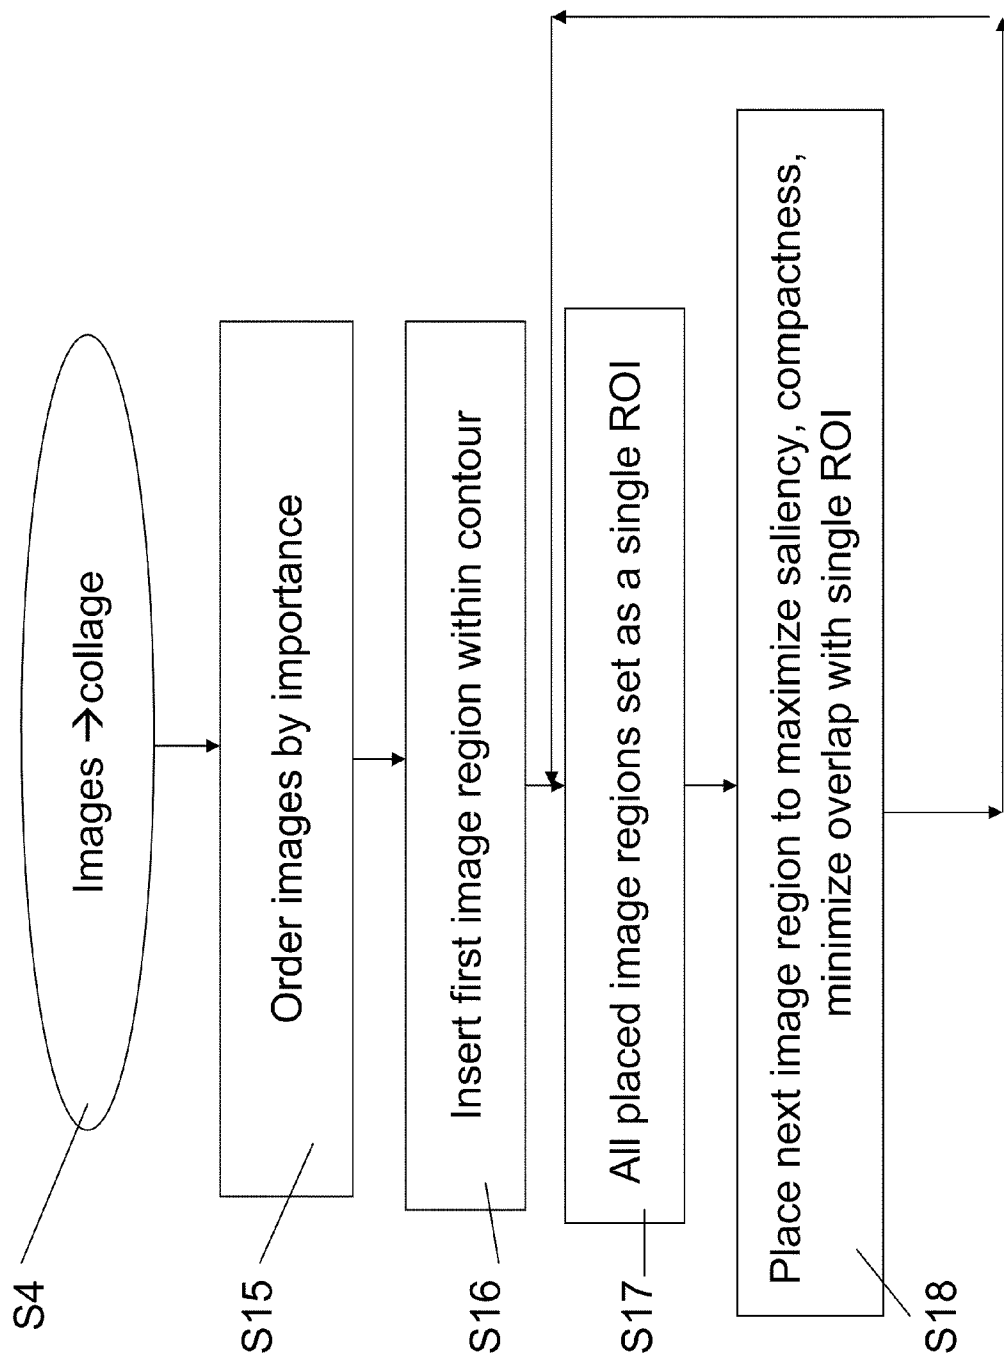 S4
Images →collage
S15
Order images by importance
S16
Insert first image region within contour
S17
All placed image regions set as a single ROI
S18
Place next image region to maximize saliency, compactness,
minimize overlap with single ROI